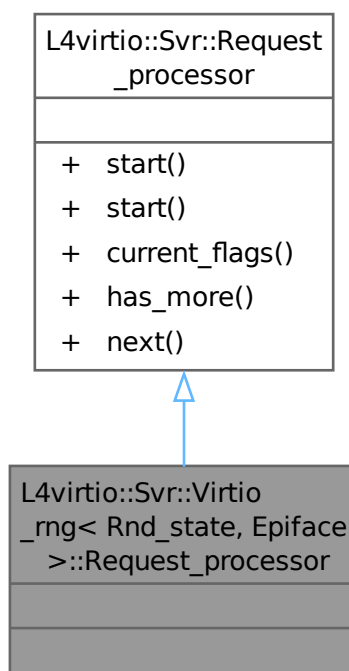 L4virtio::Svr::Request
_processor
+ start()
+ start()
+ current_flags()
+ has_more()
+ next()
L4virtio::Svr::Virtio
_rng< Rnd_state, Epiface
>::Request_processor